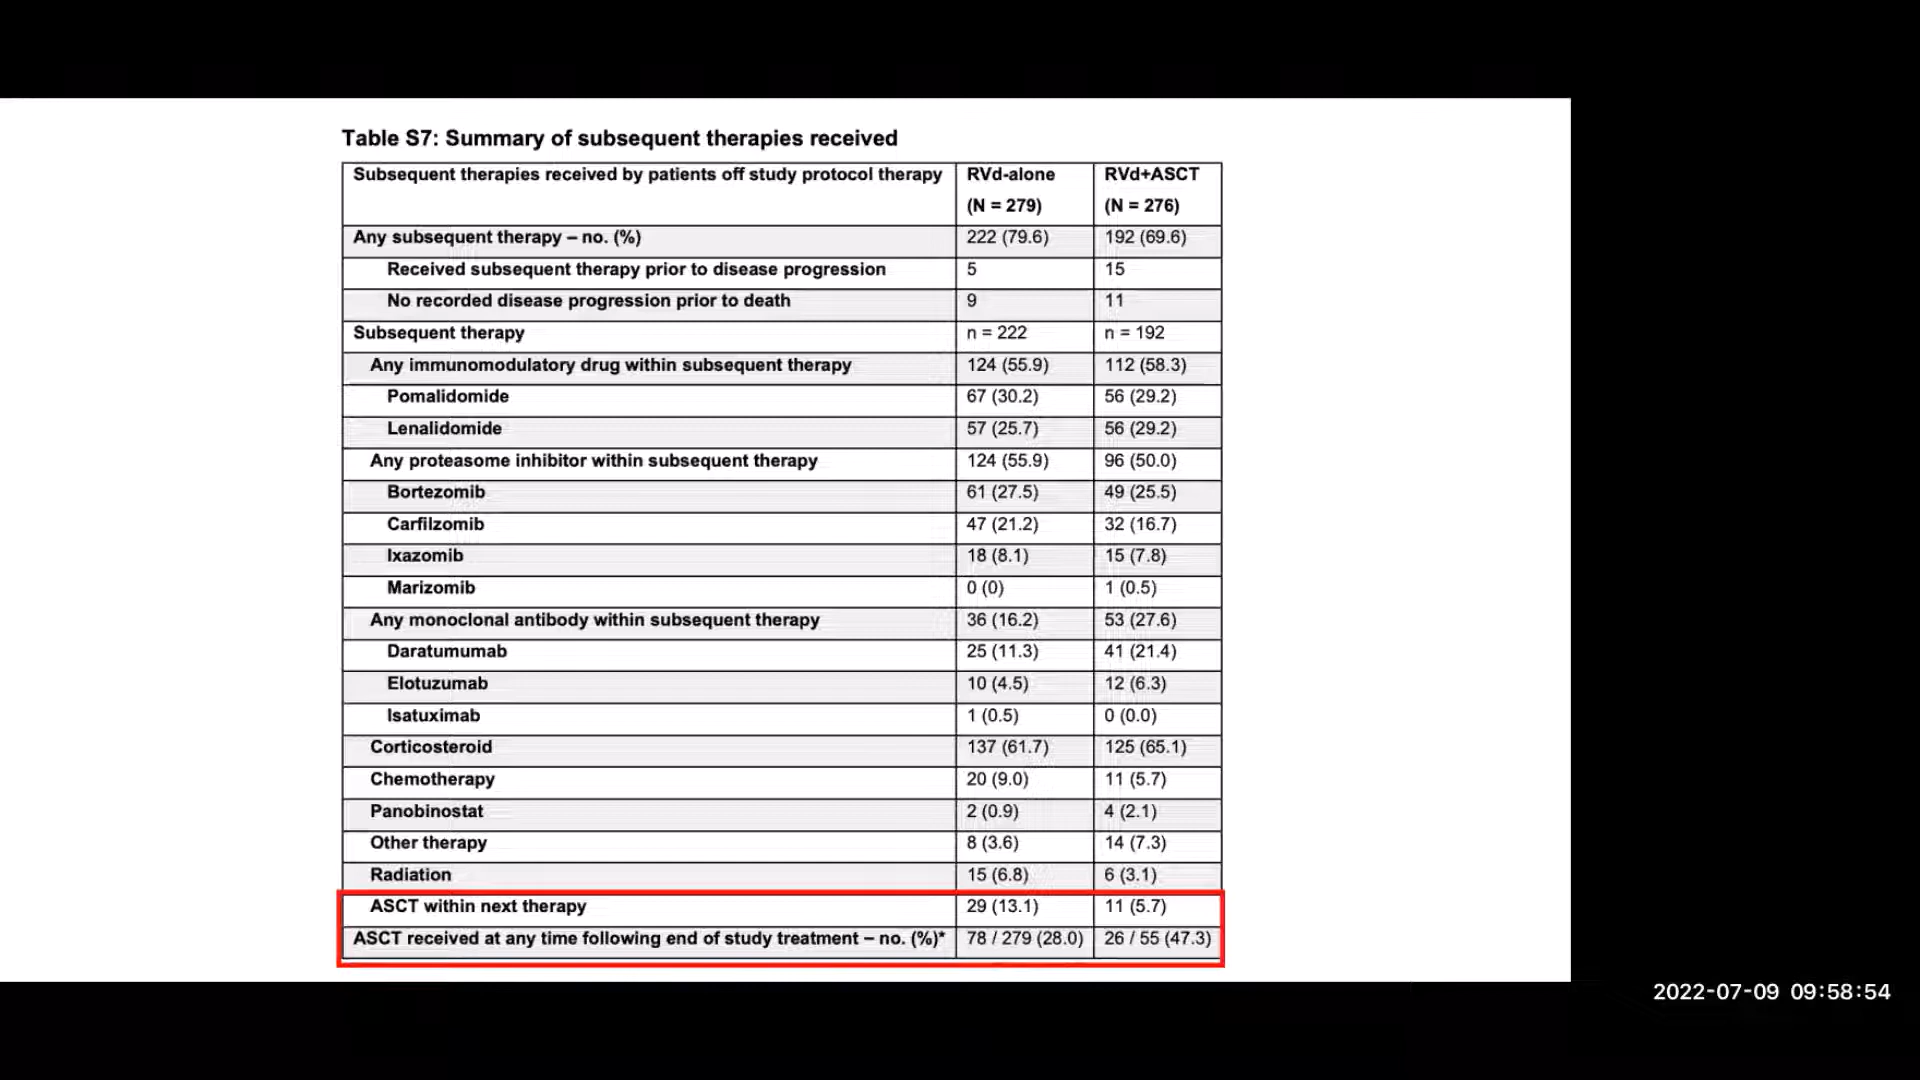 Table S7: Summary of subsequent therapies received
Subsequent therapies received by patients off study protocol therapy RVd-alone RVd+ASCT
(N = 279) (N = 276)
Any subsequent therapy – no. (%) 222 (79.6) 192 (69.6)
Received subsequent therapy prior to disease progression 5 15
No recorded disease progression prior to death 9 11
Subsequent therapy n = 222 n = 192
Any immunomodulatory drug within subsequent therapy 124 (55.9) 112 (58.3)
Pomalidomide 67 (30.2) 56 (29.2)
Lenalidomide 57 (25.7) 56 (29.2)
Any proteasome inhibitor within subsequent therapy 124 (55.9) 96 (50.0)
Bortezomib 61 (27.5) 49 (25.5)
Carfilzomib 47 (21.2) 32 (16.7)
Ixazomib 18 (8.1) 15 (7.8)
Marizomib 0 (0) 1 (0.5)
Any monoclonal antibody within subsequent therapy 36 (16.2) 53 (27.6)
Daratumumab 25 (11.3) 41 (21.4)
Elotuzumab 10 (4.5) 12 (6.3)
Isatuximab 1 (0.5) 0 (0.0)
Corticosteroid 137 (61.7) 125 (65.1)
Chemotherapy 20 (9.0) 11 (5.7)
Panobinostat 2 (0.9) 4 (2.1)
Other therapy 8 (3.6) 14 (7.3)
Radiation 15 (6.8) 6 (3.1)
ASCT within next therapy 29 (13.1) 11 (5.7)
ASCT received at any time following end of study treatment – no. (%)* 78 / 279 (28.0) 26 / 55 (47.3)
2022-07-09 09:58:54